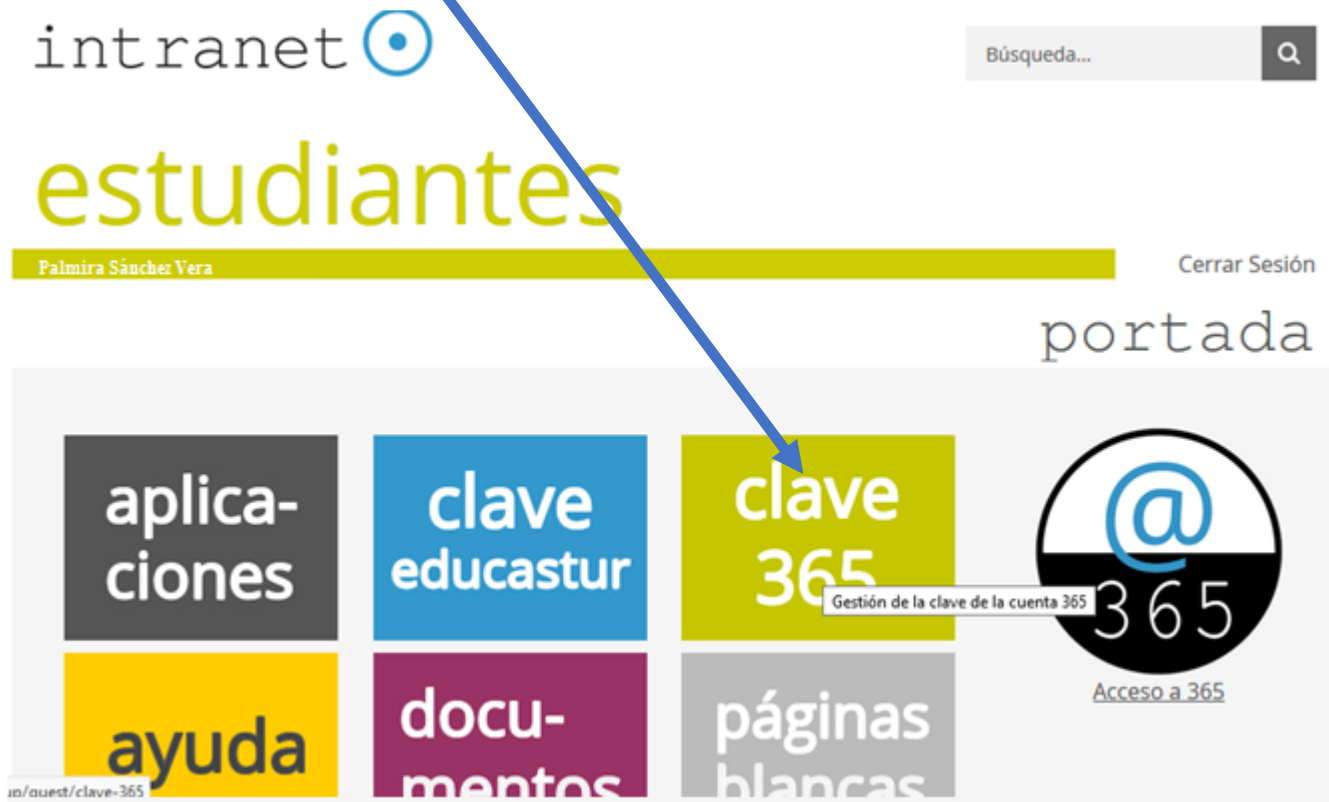 intranet
Búsqueda...
estudiantes
Palmira Sánchez Vera
Cerrar Sesión
portada
aplica-
ciones
clave
educastur
clave
365
Gestión de la clave de la cuenta 365
@
365
Acceso a 365
ayuda
docu-
mentos
páginas
blancas
up/guest/clave-365